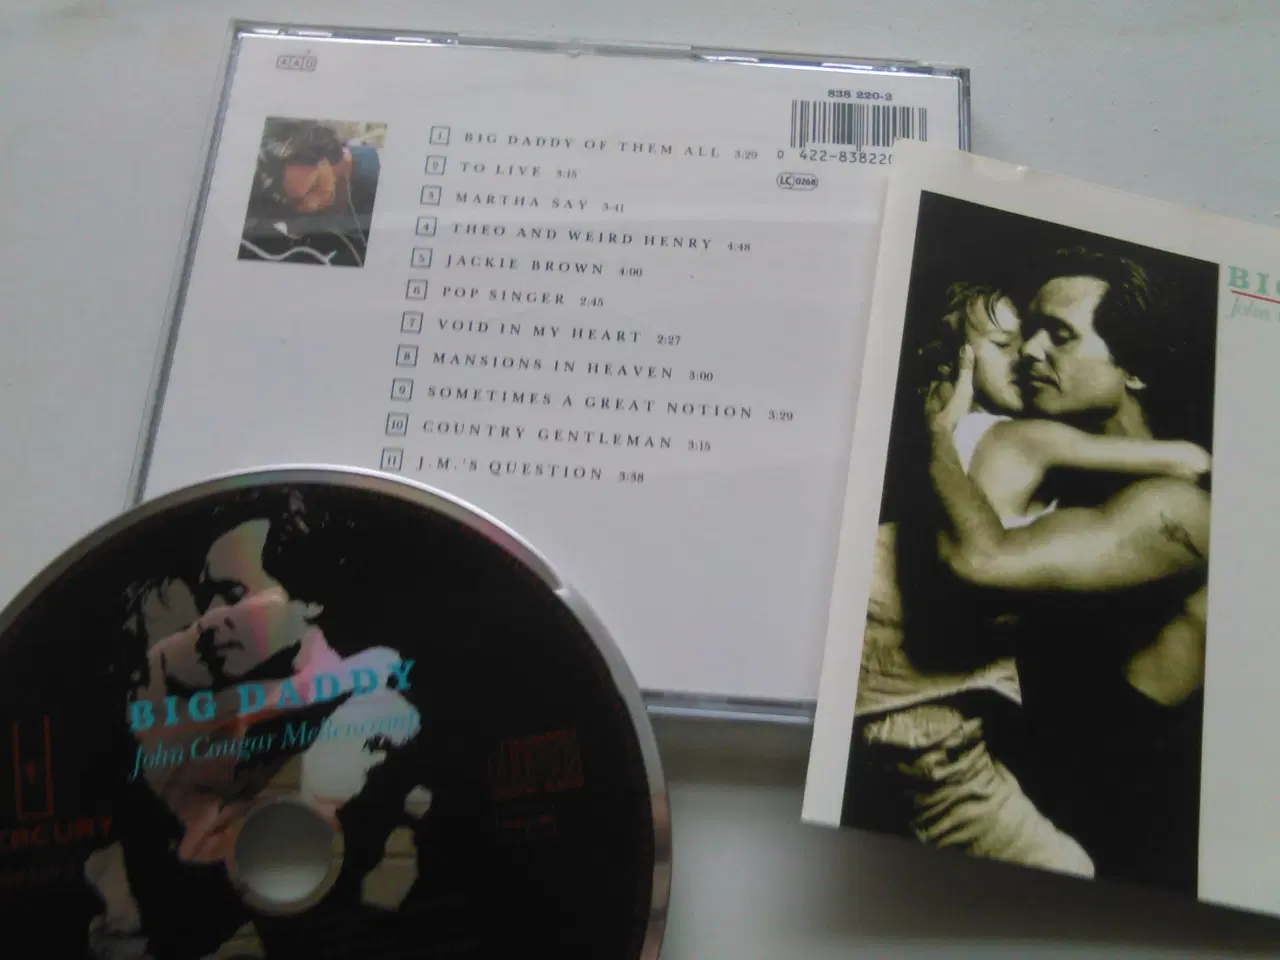 AAD
838 220-2
0 422-83822
LC 0268
1 BIG DADDY OF THEM ALL 3:29
2 TO LIVE 3:15
3 MARTHA SAY 3:41
4 THEO AND WEIRD HENRY 4:48
5 JACKIE BROWN 4:00
6 POP SINGER 2:45
7 VOID IN MY HEART 2:27
8 MANSIONS IN HEAVEN 3:00
9 SOMETIMES A GREAT NOTION 3:29
10 COUNTRY GENTLEMAN 3:15
11 J.M.'S QUESTION 3:38
BIG
John
BIG DADDY
John Cougar Mellencamp
ERCURY